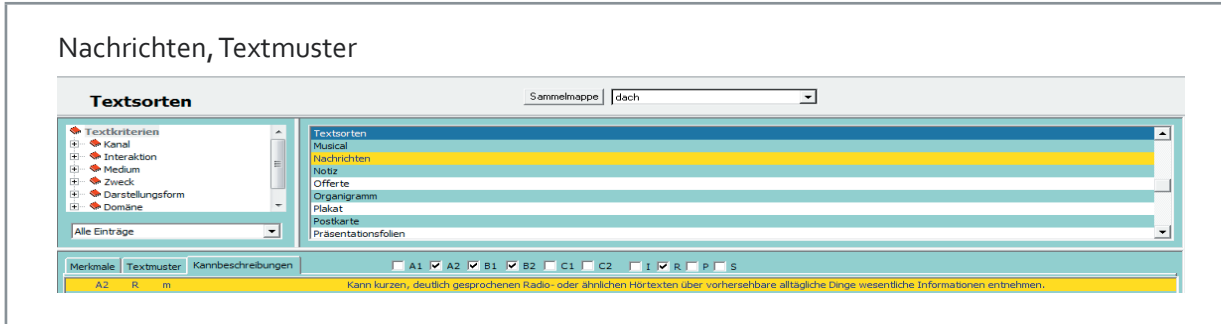 Nachrichten, Textmuster
Textsorten
Sammelmappe dach
Textkriterien
Kanal
Interaktion
Medium
Zweck
Darstellungsform
Domäne
Alle Einträge
Textsorten
Musical
Nachrichten
Notiz
Offerte
Organigramm
Plakat
Postkarte
Präsentationsfolien
Merkmale Textmuster Kannbeschreibungen A1 A2 B1 B2 C1 C2 I R P S
A2 R m Kann kurzen, deutlich gesprochenen Radio- oder ähnlichen Hörtexten über vorhersehbare alltägliche Dinge wesentliche Informationen entnehmen.